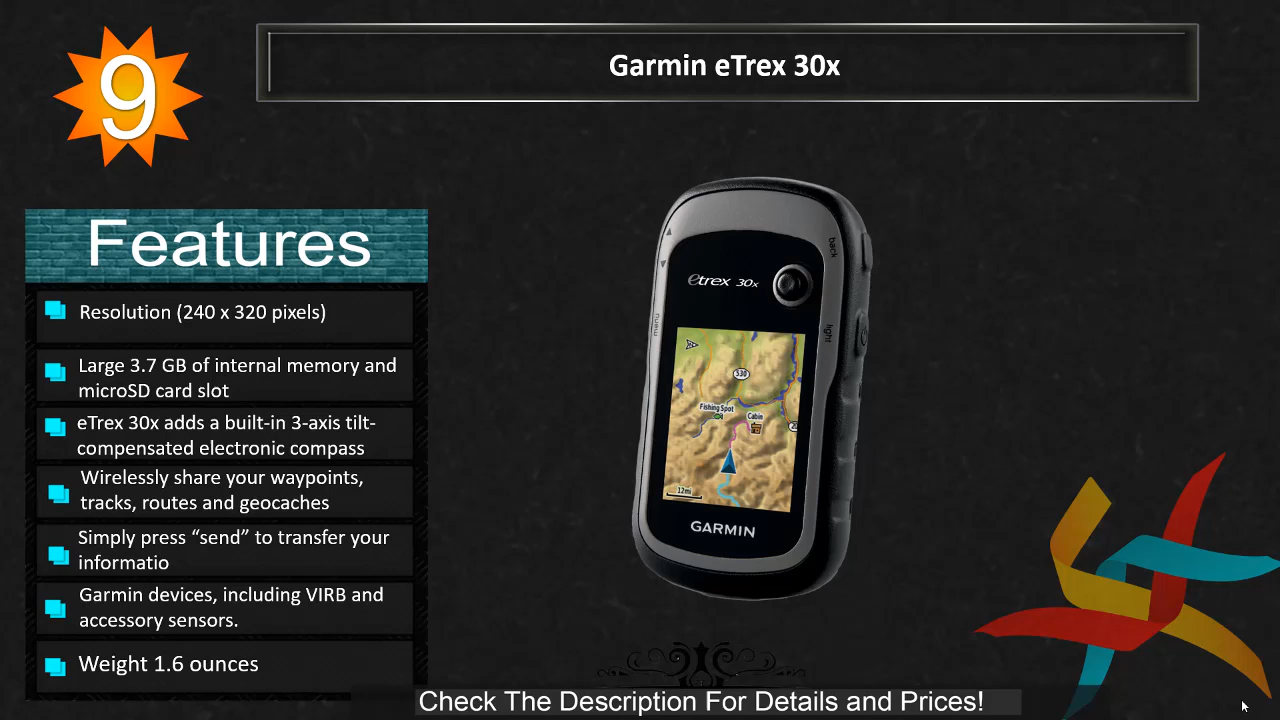 9
Garmin eTrex 30x
Features
Resolution (240 x 320 pixels)
Large 3.7 GB of internal memory and
microSD card slot
eTrex 30x adds a built-in 3-axis tilt-
compensated electronic compass
Wirelessly share your waypoints,
tracks, routes and geocaches
Simply press “send” to transfer your
informatio
Garmin devices, including VIRB and
accessory sensors.
Weight 1.6 ounces
back
etrex 30x
menu
light
530
Fishing Spot
Cabin
12mi
GARMIN
Check The Description For Details and Prices!